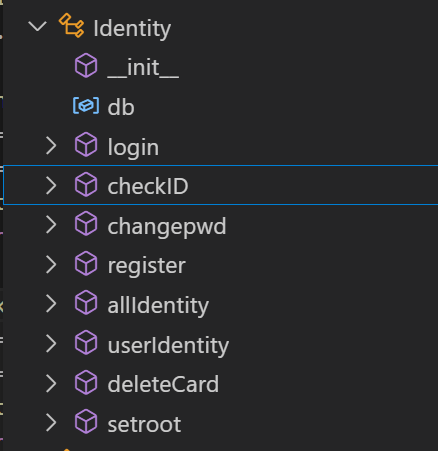 Identity
__init__
db
login
checkID
changepwd
register
allIdentity
userIdentity
deleteCard
setroot